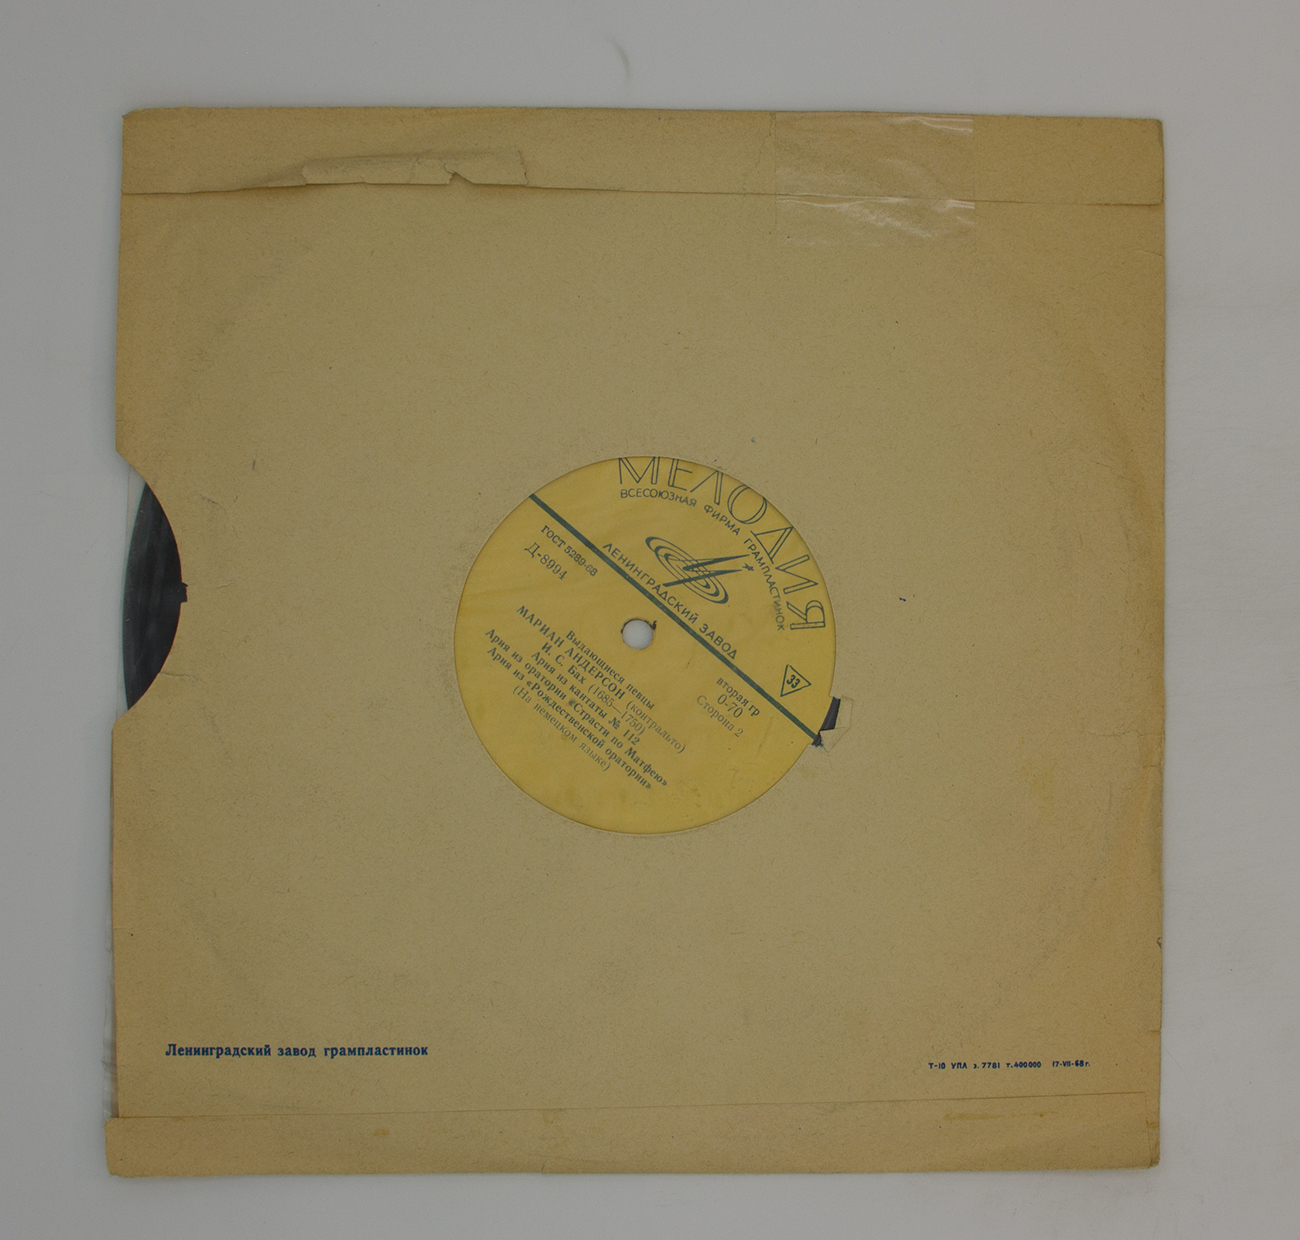 МЕЛОДИЯ
ВСЕСОЮЗНАЯ ФИРМА ГРАМПЛАСТИНОК
ЛЕНИНГРАДСКИЙ ЗАВОД
ГОСТ 5289-68
Д-8994
33
вторая гр
0-70
Сторона 2
Выдающиеся певцы
МАРИАН АНДЕРСОН (контральто)
И. С. Бах (1685—1750)
Ария из кантаты № 112
Ария из оратории «Страсти по Матфею»
Ария из «Рождественской оратории»
(На немецком языке)
Ленинградский завод грампластинок
Т-10 УПЛ з. 7781 т. 400000 17-VII-68 г.